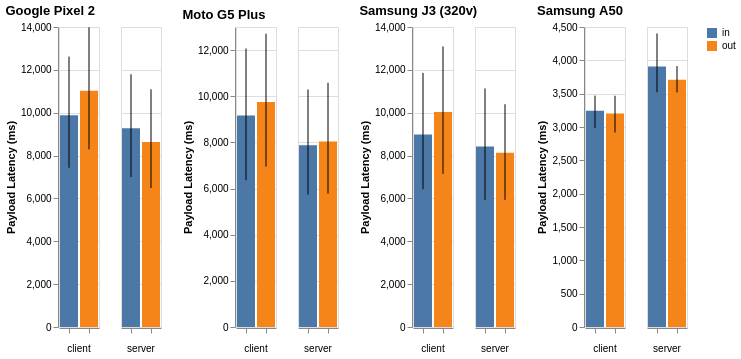 Google Pixel 2
14,000
12,000
10,000
8,000
6,000
4,000
2,000
0
Payload Latency (ms)
client
server
Moto G5 Plus
12,000
10,000
8,000
6,000
4,000
2,000
0
Payload Latency (ms)
client
server
Samsung J3 (320v)
14,000
12,000
10,000
8,000
6,000
4,000
2,000
0
Payload Latency (ms)
client
server
Samsung A50
4,500
4,000
3,500
3,000
2,500
2,000
1,500
1,000
500
0
Payload Latency (ms)
client
server
in
out